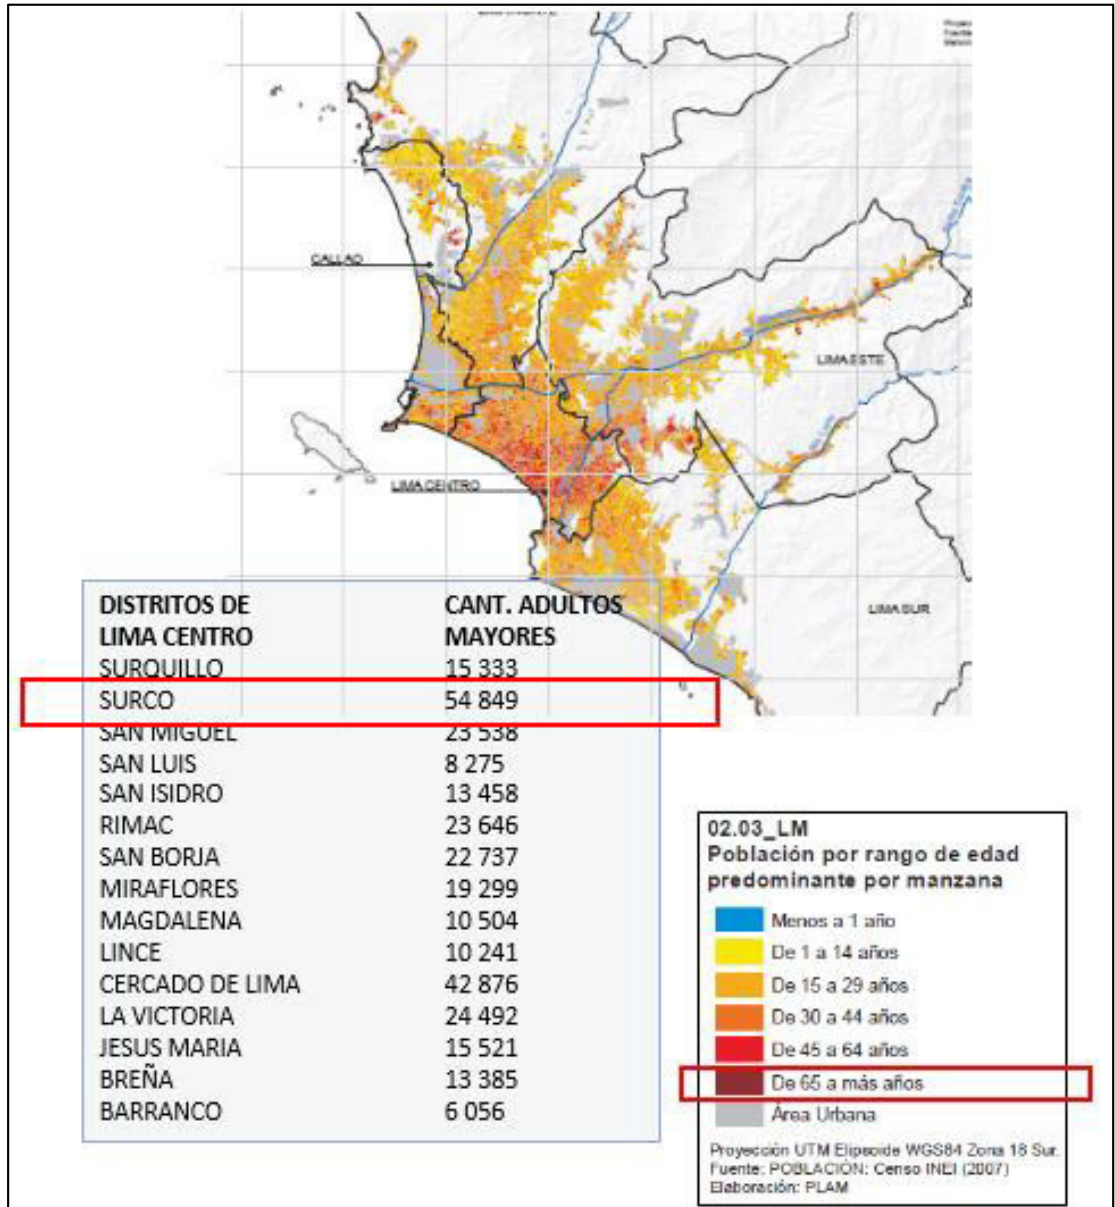 CALLAO
LIMA ESTE
LIMA CENTRO
LIMA SUR
DISTRITOS DE LIMA CENTRO CANT. ADULTOS MAYORES
SURQUILLO 15 333
SURCO 54 849
SAN MIGUEL 23 538
SAN LUIS 8 275
SAN ISIDRO 13 458
RIMAC 23 646
SAN BORJA 22 737
MIRAFLORES 19 299
MAGDALENA 10 504
LINCE 10 241
CERCADO DE LIMA 42 876
LA VICTORIA 24 492
JESUS MARIA 15 521
BREÑA 13 385
BARRANCO 6 056
02.03_LM
Población por rango de edad
predominante por manzana
Menos a 1 año
De 1 a 14 años
De 15 a 29 años
De 30 a 44 años
De 45 a 64 años
De 65 a más años
Área Urbana
Proyección UTM Elipsoide WGS84 Zona 18 Sur.
Fuente: POBLACIÓN: Censo INEI (2007)
Elaboración: PLAM